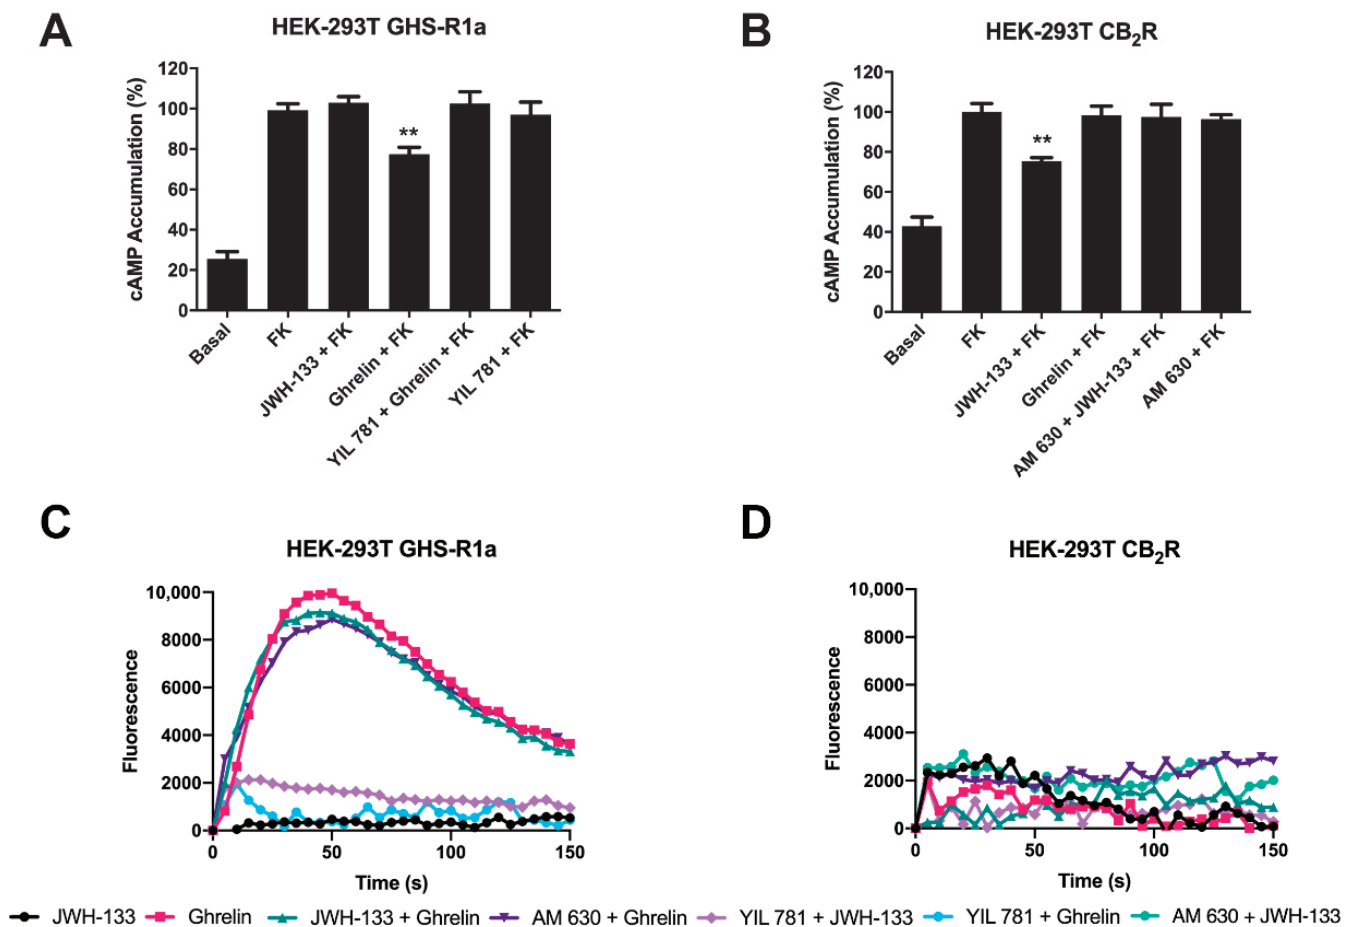 A
HEK-293T GHS-R1a
cAMP Accumulation (%)
120
100
80
60
40
20
0
**
Basal
FK
JWH-133 + FK
Ghrelin + FK
YIL 781 + Ghrelin + FK
YIL 781 + FK
B
HEK-293T CB2R
cAMP Accumulation (%)
120
100
80
60
40
20
0
**
Basal
FK
JWH-133 + FK
Ghrelin + FK
AM 630 + JWH-133 + FK
AM 630 + FK
C
HEK-293T GHS-R1a
Fluorescence
10,000
8000
6000
4000
2000
0
0 50 100 150
Time (s)
D
HEK-293T CB2R
Fluorescence
10,000
8000
6000
4000
2000
0
0 50 100 150
Time (s)
JWH-133 Ghrelin JWH-133 + Ghrelin AM 630 + Ghrelin YIL 781 + JWH-133 YIL 781 + Ghrelin AM 630 + JWH-133